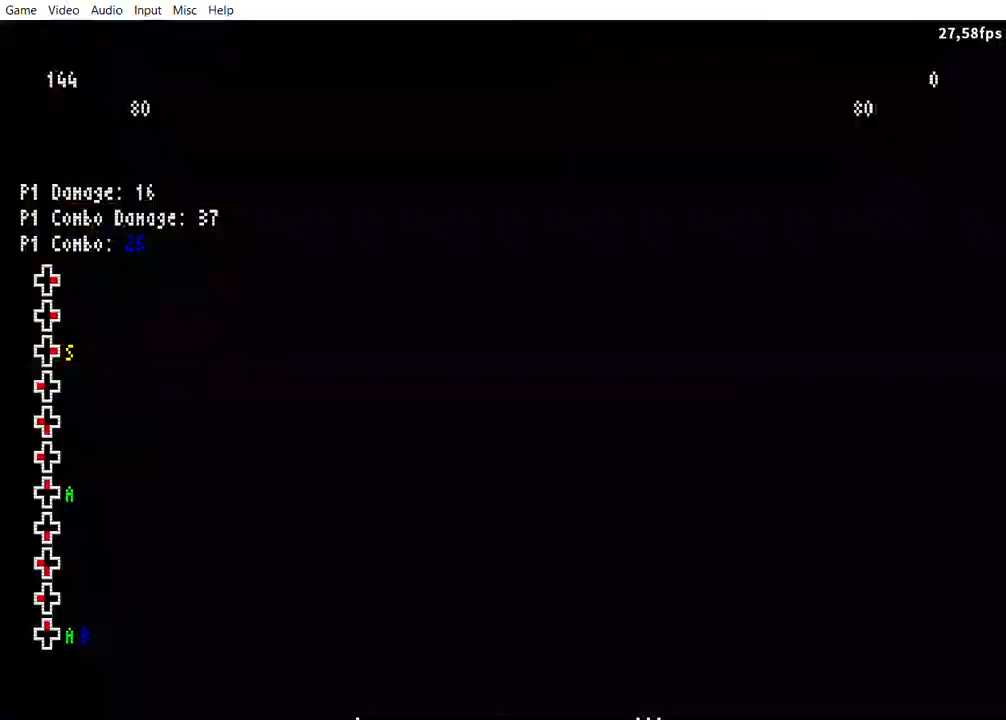 Game Video Audio Input Misc Help
27,58fps
144 0
80 80
P1 Damage: 16
P1 Combo Damage: 37
P1 Combo: 25
S
A
A B